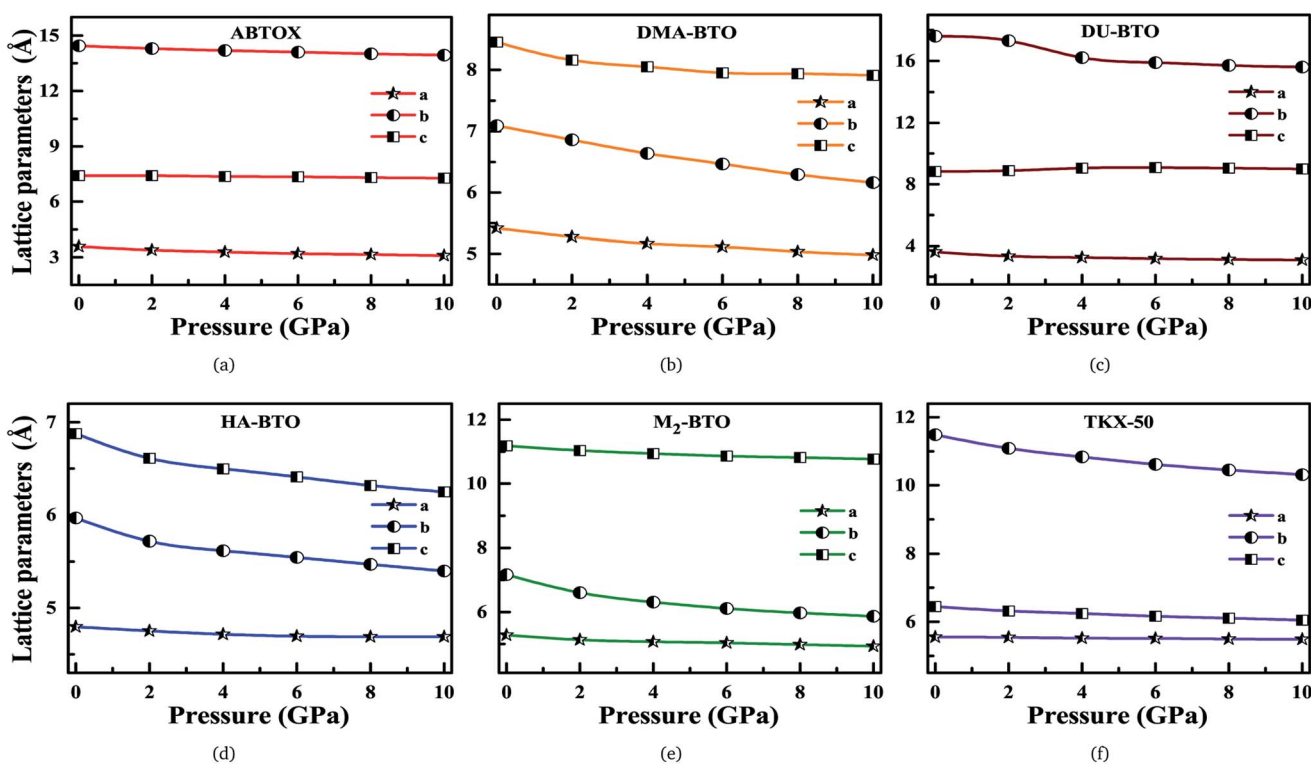 ABTOX
Lattice parameters (Å)
15
11
7
3
a
b
c
0 2 4 6 8 10
Pressure (GPa)
(a)
DMA-BTO
8
7
6
5
a
b
c
0 2 4 6 8 10
Pressure (GPa)
(b)
DU-BTO
16
12
8
4
a
b
c
0 2 4 6 8 10
Pressure (GPa)
(c)
HA-BTO
Lattice parameters (Å)
7
6
5
a
b
c
0 2 4 6 8 10
Pressure (GPa)
(d)
M2-BTO
12
10
8
6
a
b
c
0 2 4 6 8 10
Pressure (GPa)
(e)
TKX-50
12
10
8
6
a
b
c
0 2 4 6 8 10
Pressure (GPa)
(f)